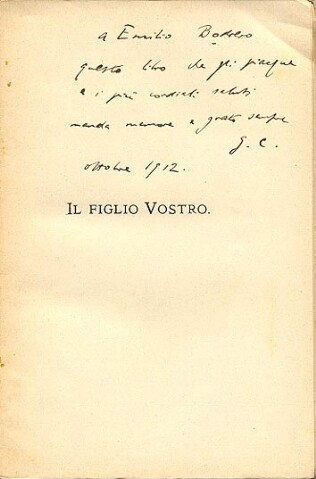 a Emilio Bodrero
questo libro che gli piacque
e i più cordiali saluti
manda memore e grato sempre
G. C.
ottobre 1912.
IL FIGLIO VOSTRO.